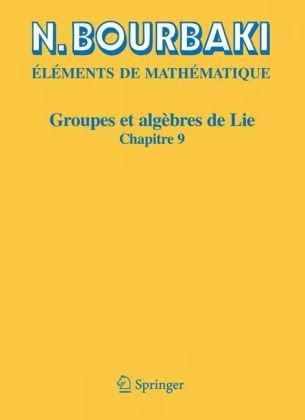 N. BOURBAKI
ÉLÉMENTS DE MATHÉMATIQUE
Groupes et algèbres de Lie
Chapitre 9
Springer